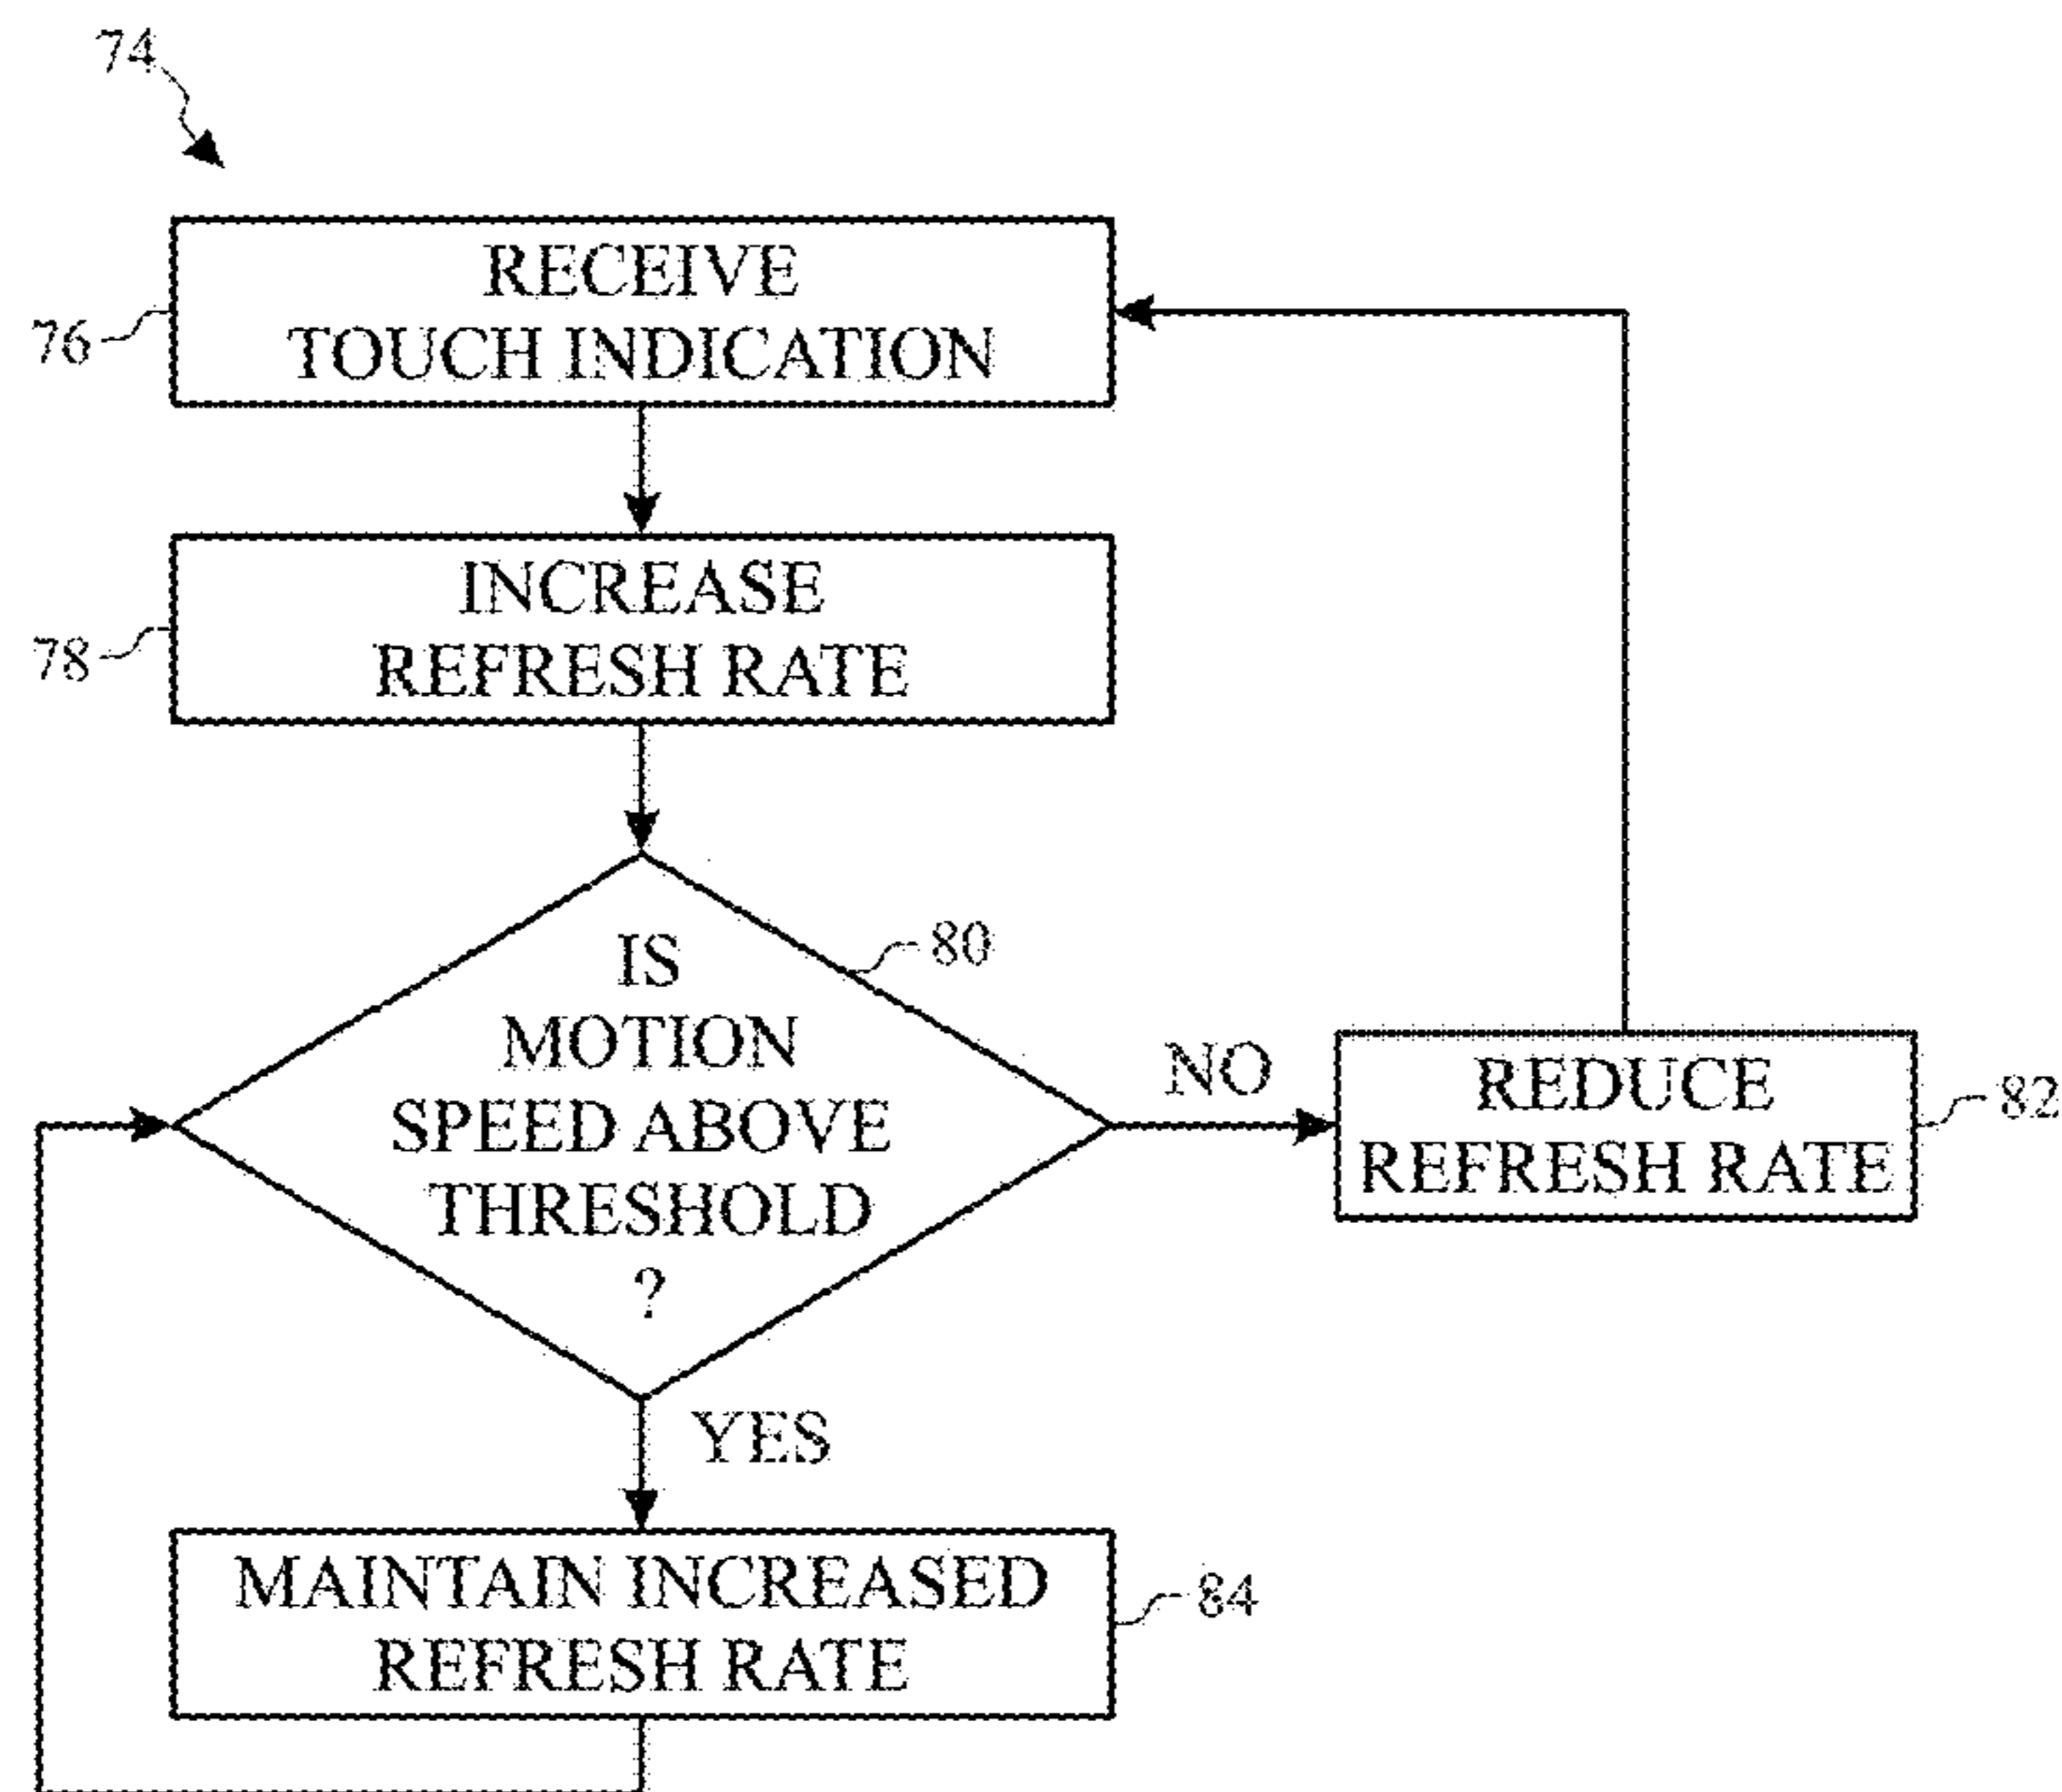 74
RECEIVE
TOUCH INDICATION
76
INCREASE
REFRESH RATE
78
IS
MOTION
SPEED ABOVE
THRESHOLD
?
80
NO
REDUCE
REFRESH RATE
82
YES
MAINTAIN INCREASED
REFRESH RATE
84